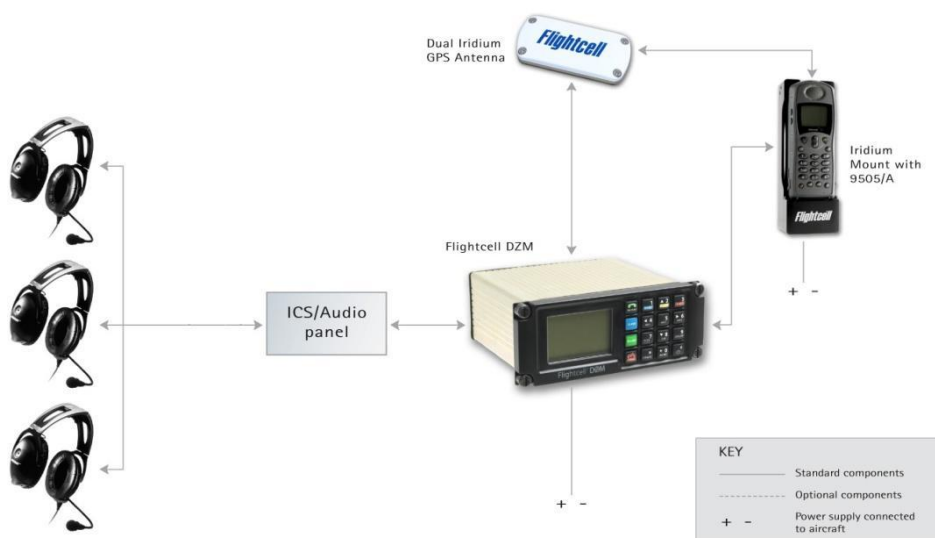 Dual Iridium
GPS Antenna
Flightcell
Iridium
Mount with
9505/A
Flightcell
+ -
Flightcell DZM
ICS/Audio
panel
Flightcell DZM
+ -
KEY
Standard components
Optional components
+ - Power supply connected
to aircraft